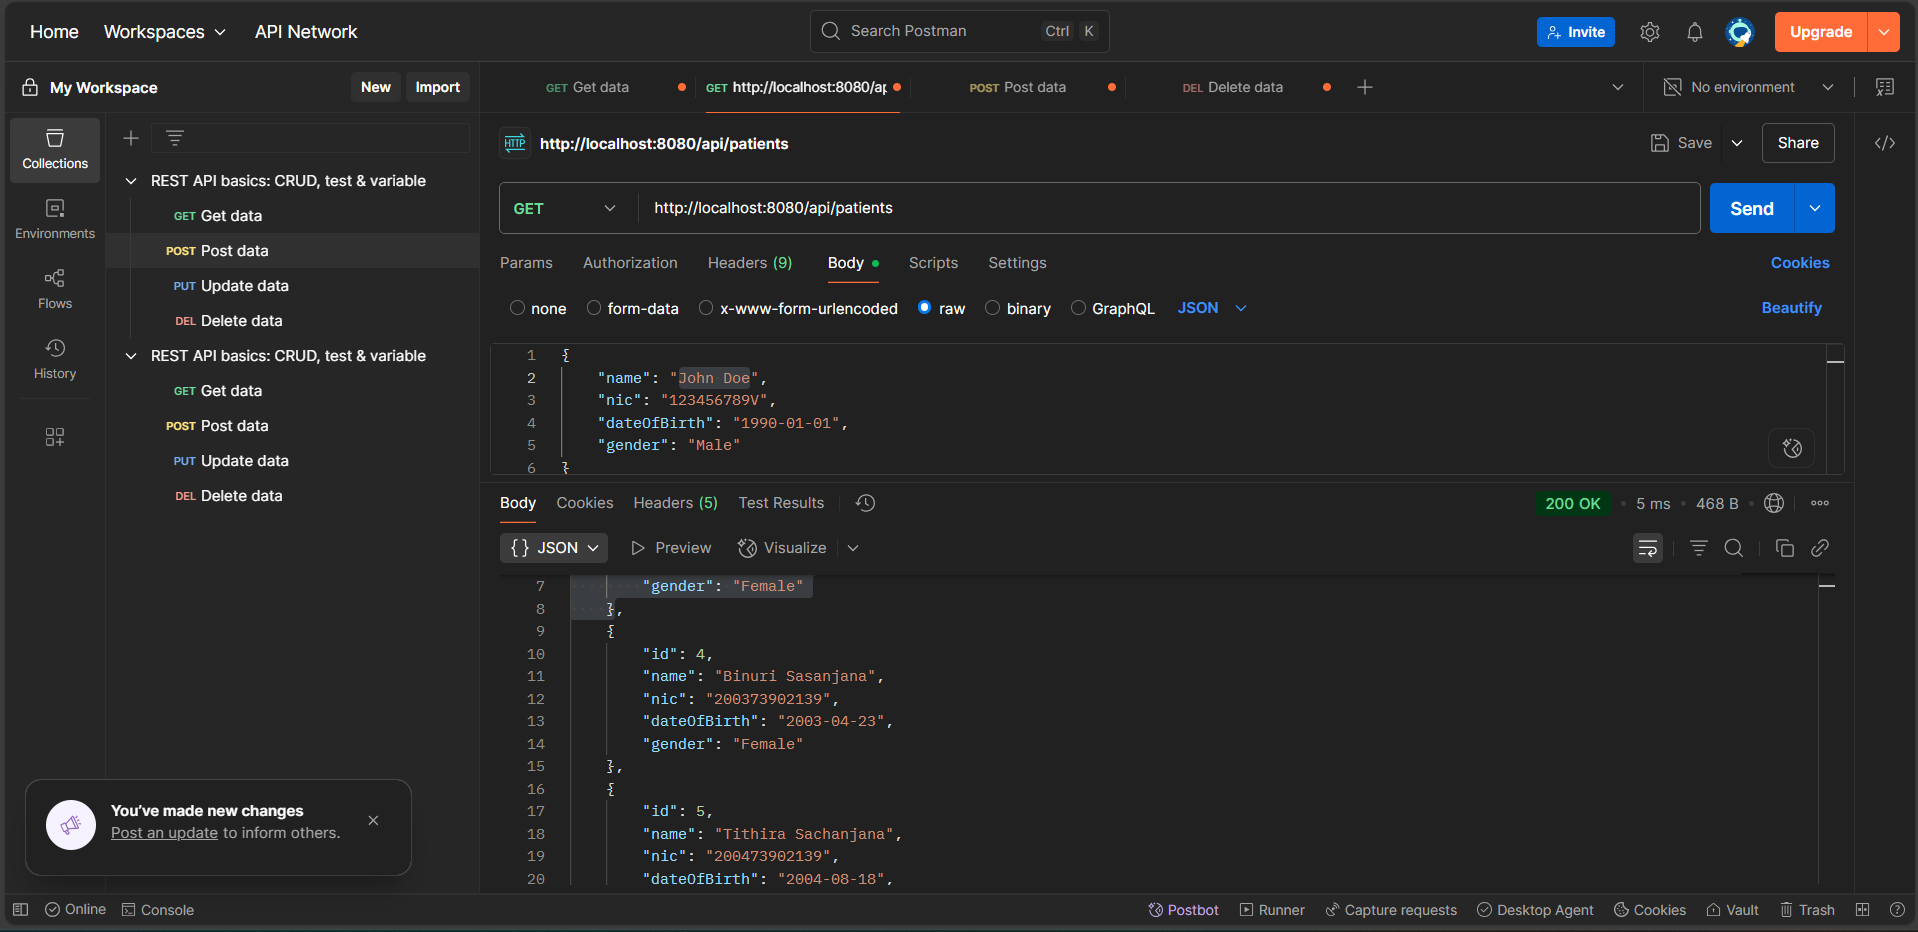 Home Workspaces API Network Search Postman Ctrl K Invite Upgrade
My Workspace New Import
GET Get data GET http://localhost:8080/ap POST Post data DEL Delete data No environment
Collections
Environments
Flows
History
REST API basics: CRUD, test & variable
GET Get data
POST Post data
PUT Update data
DEL Delete data
REST API basics: CRUD, test & variable
GET Get data
POST Post data
PUT Update data
DEL Delete data
You've made new changes
Post an update to inform others.
HTTP http://localhost:8080/api/patients Save Share
GET http://localhost:8080/api/patients Send
Params Authorization Headers (9) Body Scripts Settings Cookies
none form-data x-www-form-urlencoded raw binary GraphQL JSON Beautify
1 {
2 "name": "John Doe",
3 "nic": "123456789V",
4 "dateOfBirth": "1990-01-01",
5 "gender": "Male"
6 }
Body Cookies Headers (5) Test Results 200 OK 5 ms 468 B
{} JSON Preview Visualize
7 "gender": "Female"
8 },
9 {
10 "id": 4,
11 "name": "Binuri Sasanjana",
12 "nic": "200373902139",
13 "dateOfBirth": "2003-04-23",
14 "gender": "Female"
15 },
16 {
17 "id": 5,
18 "name": "Tithira Sachanjana",
19 "nic": "200473902139",
20 "dateOfBirth": "2004-08-18",
Online Console Postbot Runner Capture requests Desktop Agent Cookies Vault Trash